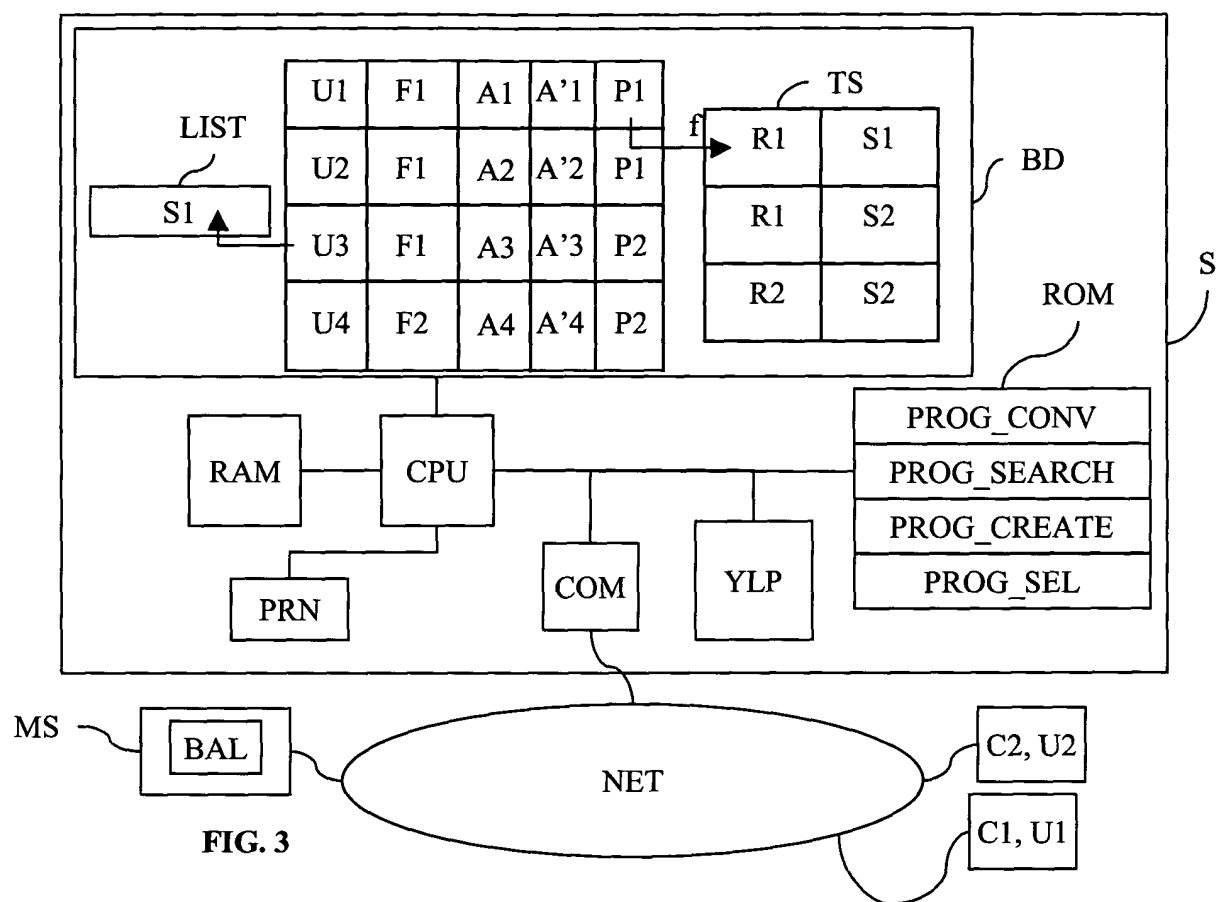 U1 F1 A1 A'1 P1
TS
LIST
f
R1 S1
BD
U2 F1 A2 A'2 P1
S1
R1 S2
U3 F1 A3 A'3 P2
S
ROM
R2 S2
U4 F2 A4 A'4 P2
PROG_CONV
RAM
CPU
PROG_SEARCH
PROG_CREATE
COM
YLP
PROG_SEL
PRN
MS
BAL
C2, U2
NET
C1, U1
FIG. 3